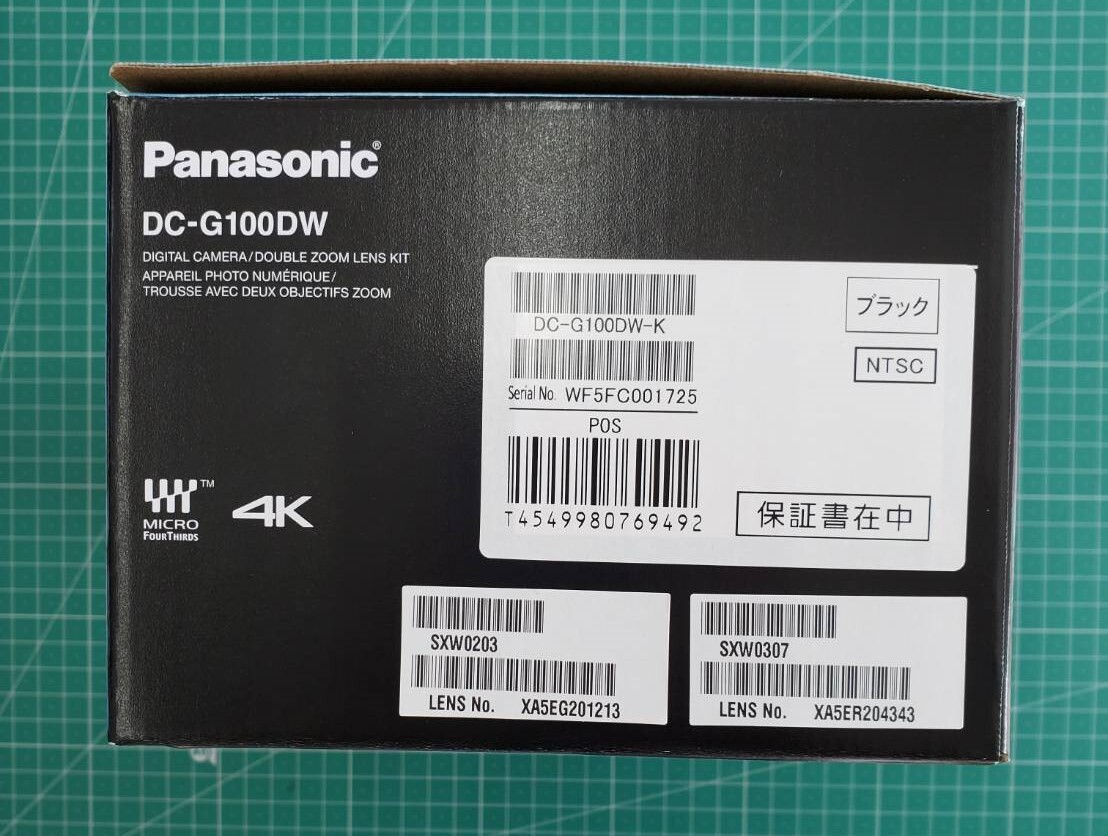 Panasonic®
DC-G100DW
DIGITAL CAMERA/DOUBLE ZOOM LENS KIT
APPAREIL PHOTO NUMÉRIQUE/
TROUSSE AVEC DEUX OBJECTIFS ZOOM
DC-G100DW-K
ブラック
NTSC
Serial No. WF5FC001725
POS
T4549980769492
保証書在中
™
MICRO
FOURTHIRDS
4K
SXW0203
LENS No. XA5EG201213
SXW0307
LENS No. XA5ER204343